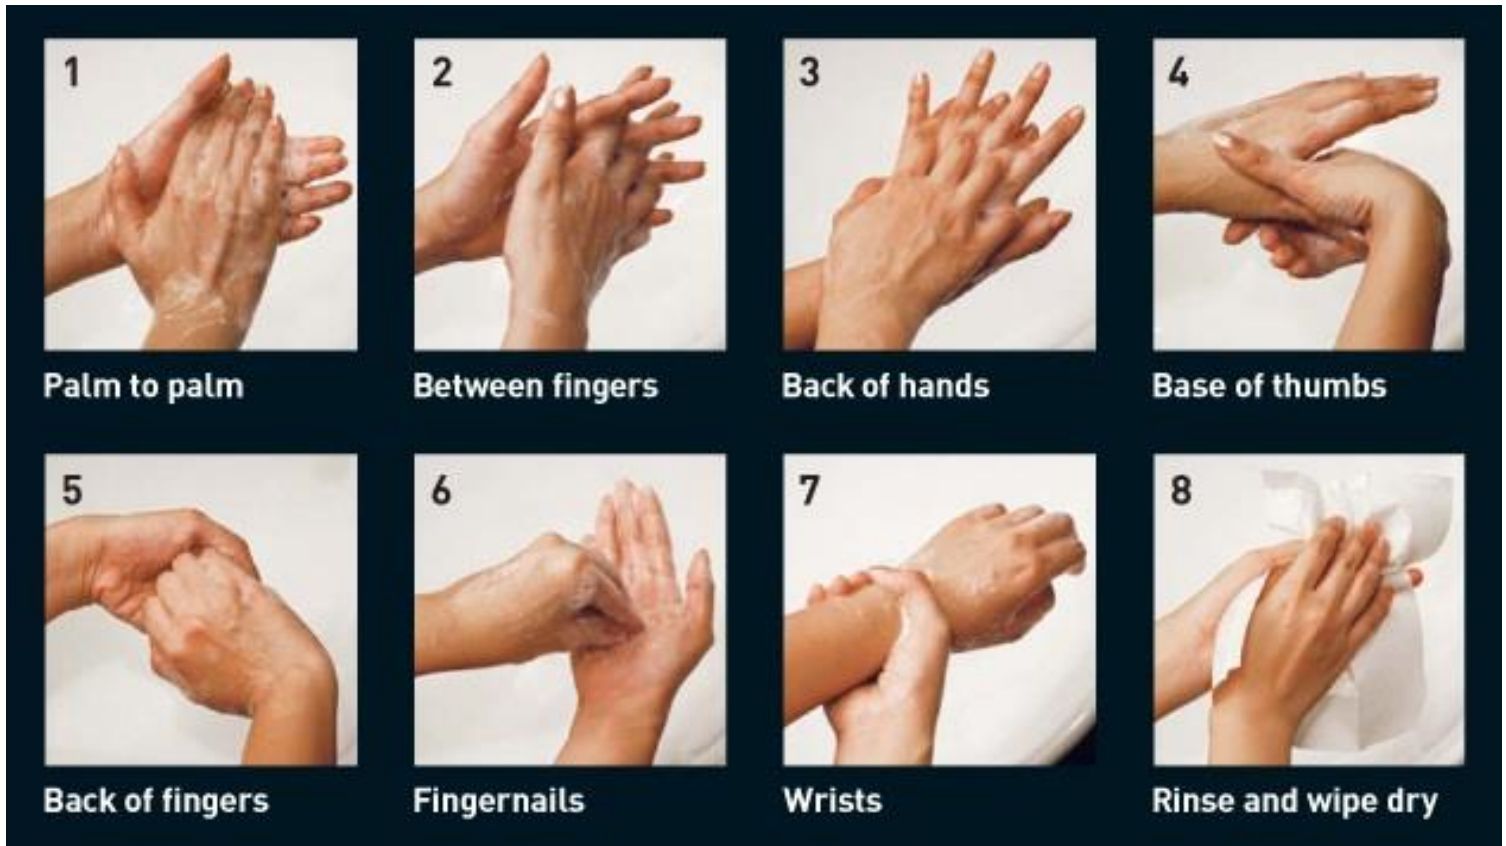 1
Palm to palm
2
Between fingers
3
Back of hands
4
Base of thumbs
5
Back of fingers
6
Fingernails
7
Wrists
8
Rinse and wipe dry